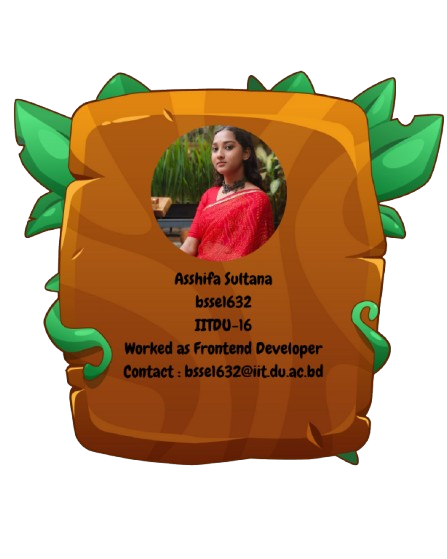 Asshifa Sultana
bsse1632
IITDU-16
Worked as Frontend Developer
Contact : bsse1632@iit.du.ac.bd